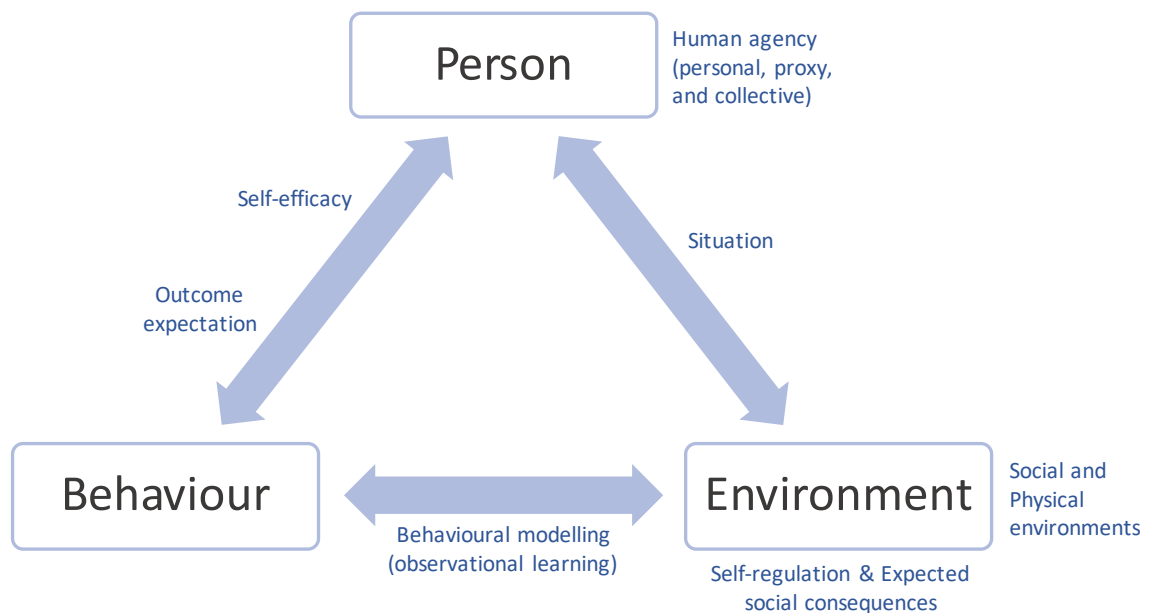 Person
Human agency
(personal, proxy,
and collective)
Self-efficacy
Situation
Outcome
expectation
Behaviour
Behavioural modelling
(observational learning)
Environment
Social and
Physical
environments
Self-regulation & Expected
social consequences